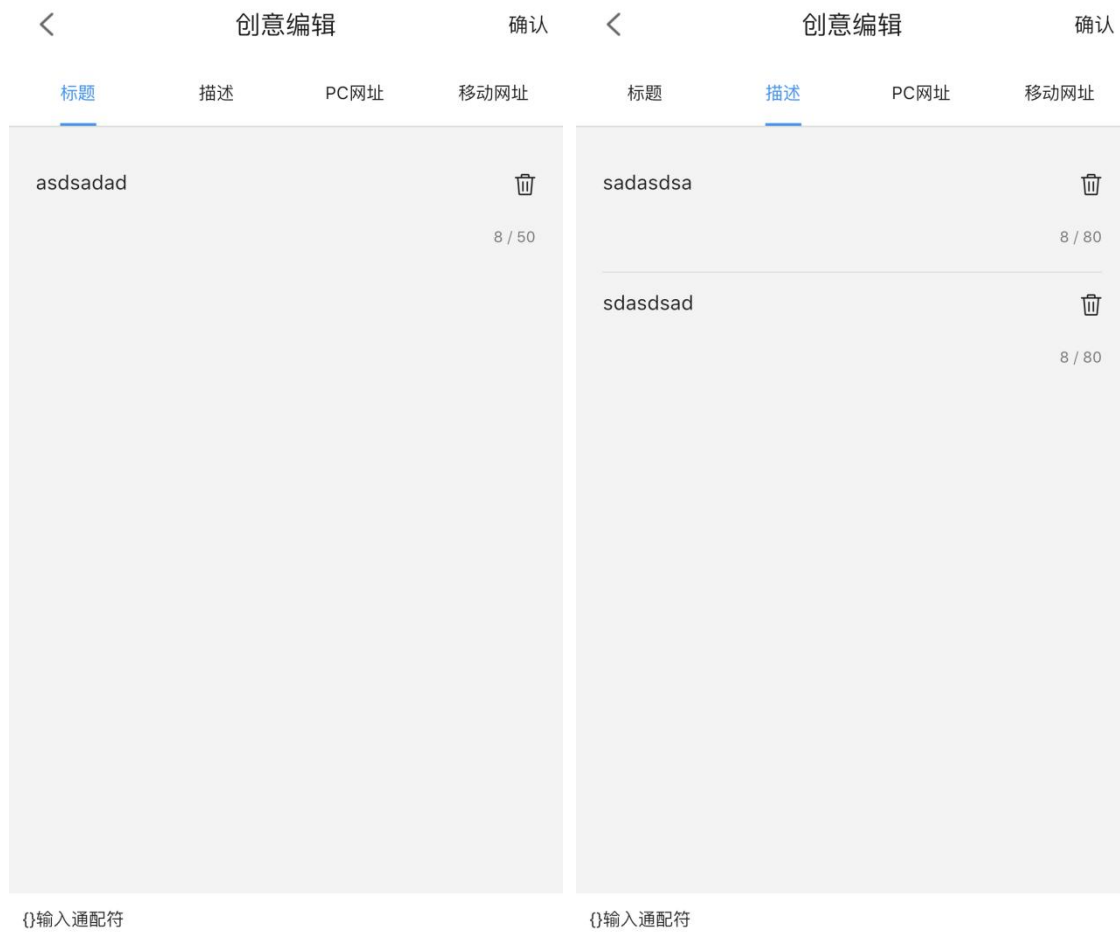 创意编辑 确认
标题 描述 PC网址 移动网址
asdsadad
8 / 50
{}输入通配符
创意编辑 确认
标题 描述 PC网址 移动网址
sadasdsa
8 / 80
sdasdsad
8 / 80
{}输入通配符